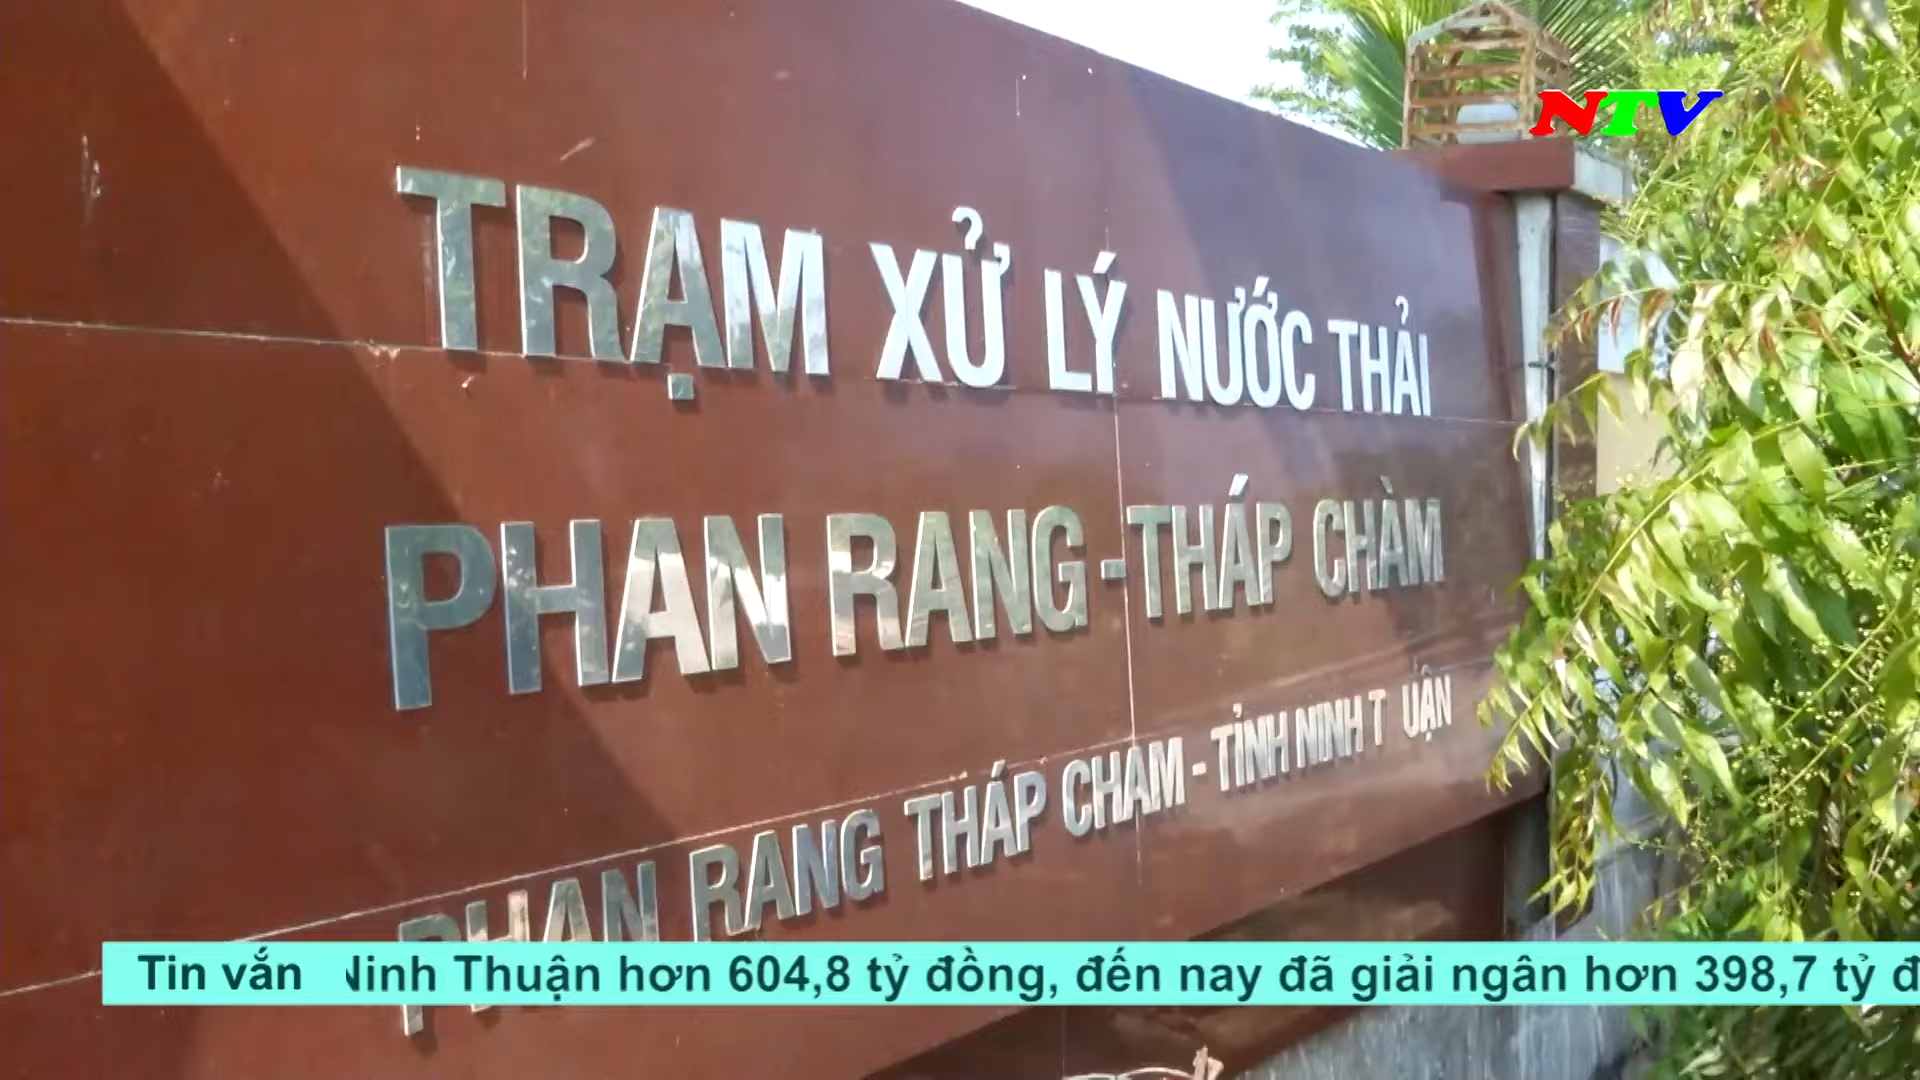 NTV
TRẠM XỬ LÝ NƯỚC THẢI
PHAN RANG - THÁP CHÀM
PHAN RANG THÁP CHAM - TỈNH NINH T UẬN
Tin vắn Ninh Thuận hơn 604,8 tỷ đồng, đến nay đã giải ngân hơn 398,7 tỷ